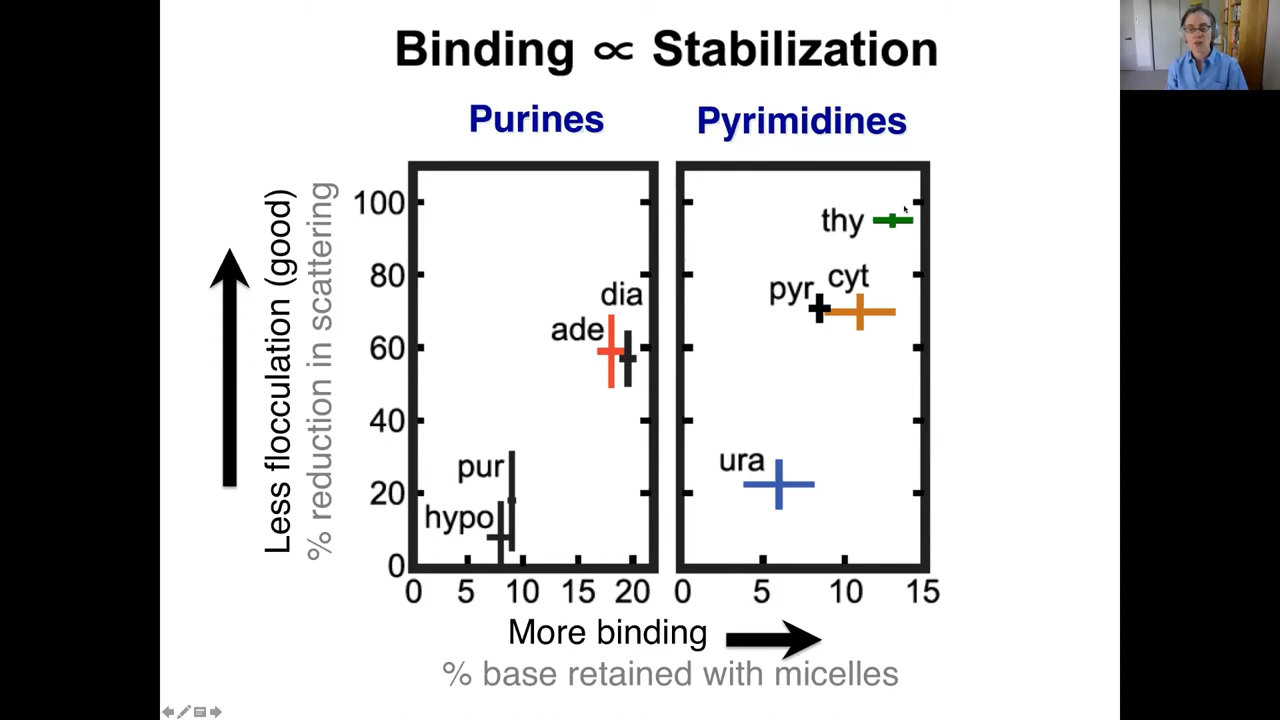 Binding ∝ Stabilization
Purines
Pyrimidines
Less flocculation (good)
% reduction in scattering
100
80
60
40
20
0
dia
ade
pur
hypo
thy
pyr
cyt
ura
0 5 10 15 20
0 5 10 15
More binding
% base retained with micelles